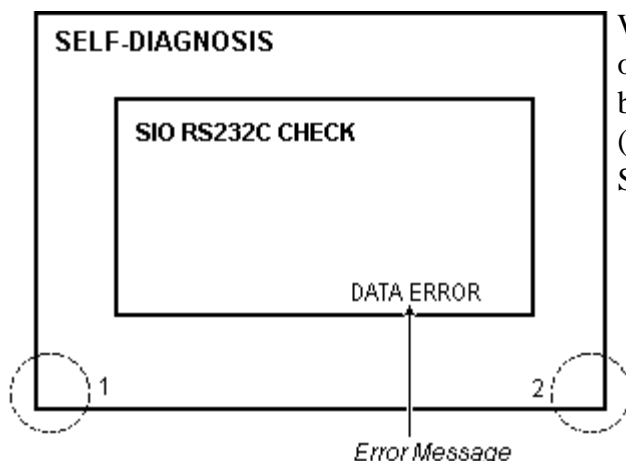 SELF-DIAGNOSIS
SIO RS232C CHECK
DATA ERROR
1
2
Error Message